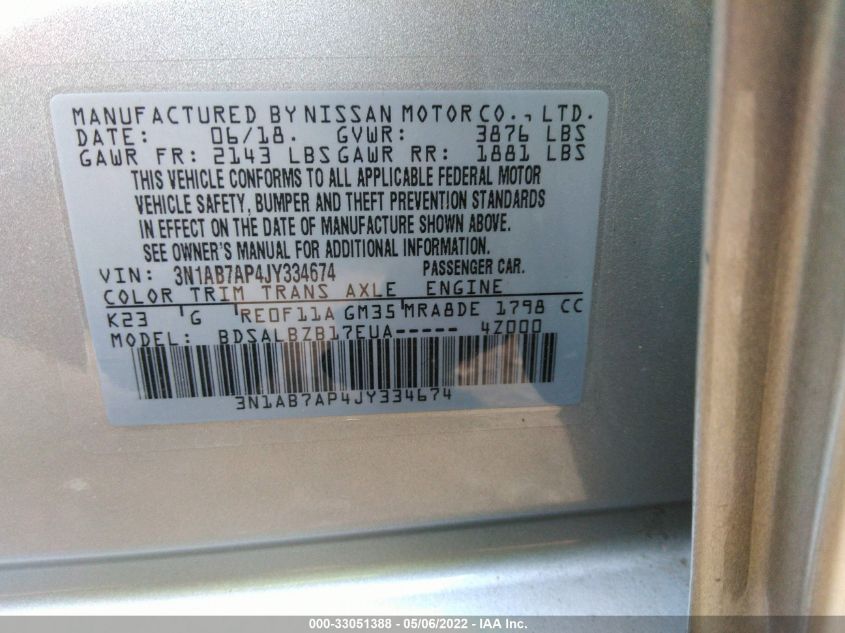 MANUFACTURED BY NISSAN MOTOR CO., LTD.
DATE: 06/18. GVWR: 3876 LBS
GAWR FR: 2143 LBS GAWR RR: 1881 LBS
THIS VEHICLE CONFORMS TO ALL APPLICABLE FEDERAL MOTOR
VEHICLE SAFETY, BUMPER AND THEFT PREVENTION STANDARDS
IN EFFECT ON THE DATE OF MANUFACTURE SHOWN ABOVE.
SEE OWNER'S MANUAL FOR ADDITIONAL INFORMATION.
VIN: 3N1AB7AP4JY334674 PASSENGER CAR.
COLOR TRIM TRANS AXLE ENGINE
K23 G RE0F11A GM35 MRA8DE 1798 CC
MODEL: BDSALBZB17EUA----- 4Z000
3N1AB7AP4JY334674
000-33051388 - 05/06/2022 - IAA Inc.